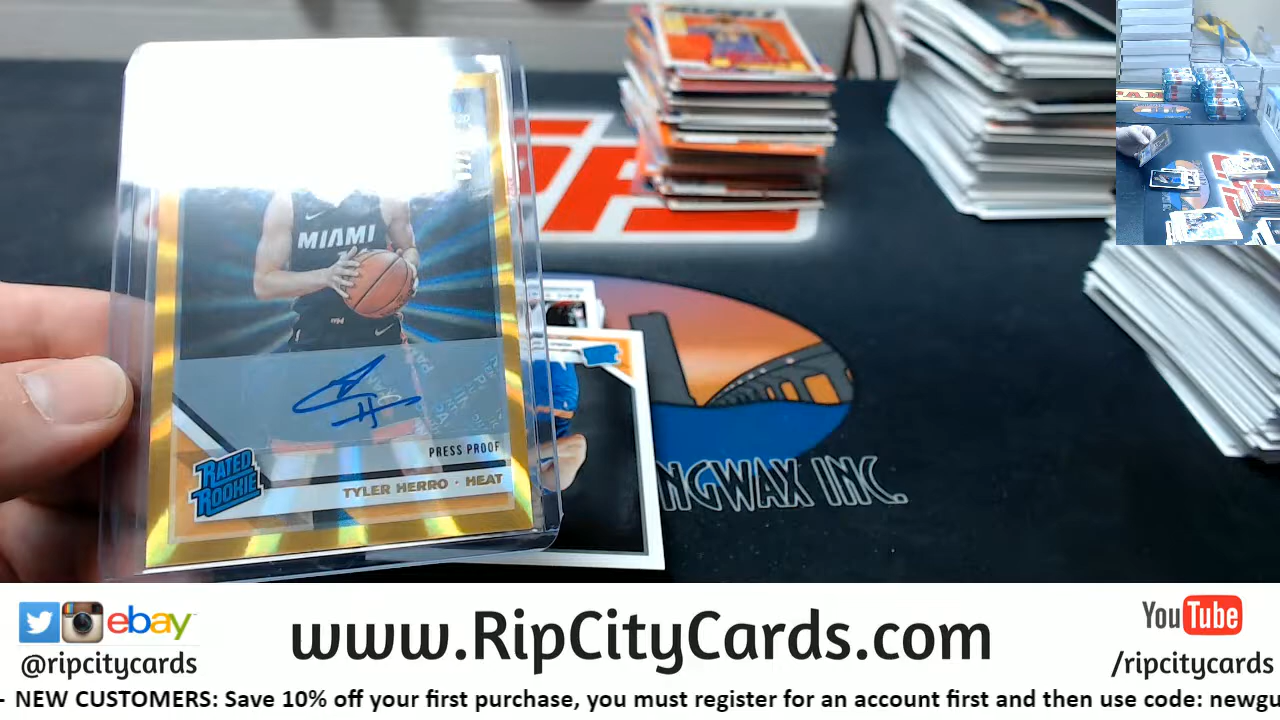 MIAMI
PRESS PROOF
RATED
ROOKIE
TYLER HERRO · HEAT
NGWAX INC.
ebay
@ripcitycards
www.RipCityCards.com
YouTube
/ripcitycards
- NEW CUSTOMERS: Save 10% off your first purchase, you must register for an account first and then use code: newgu